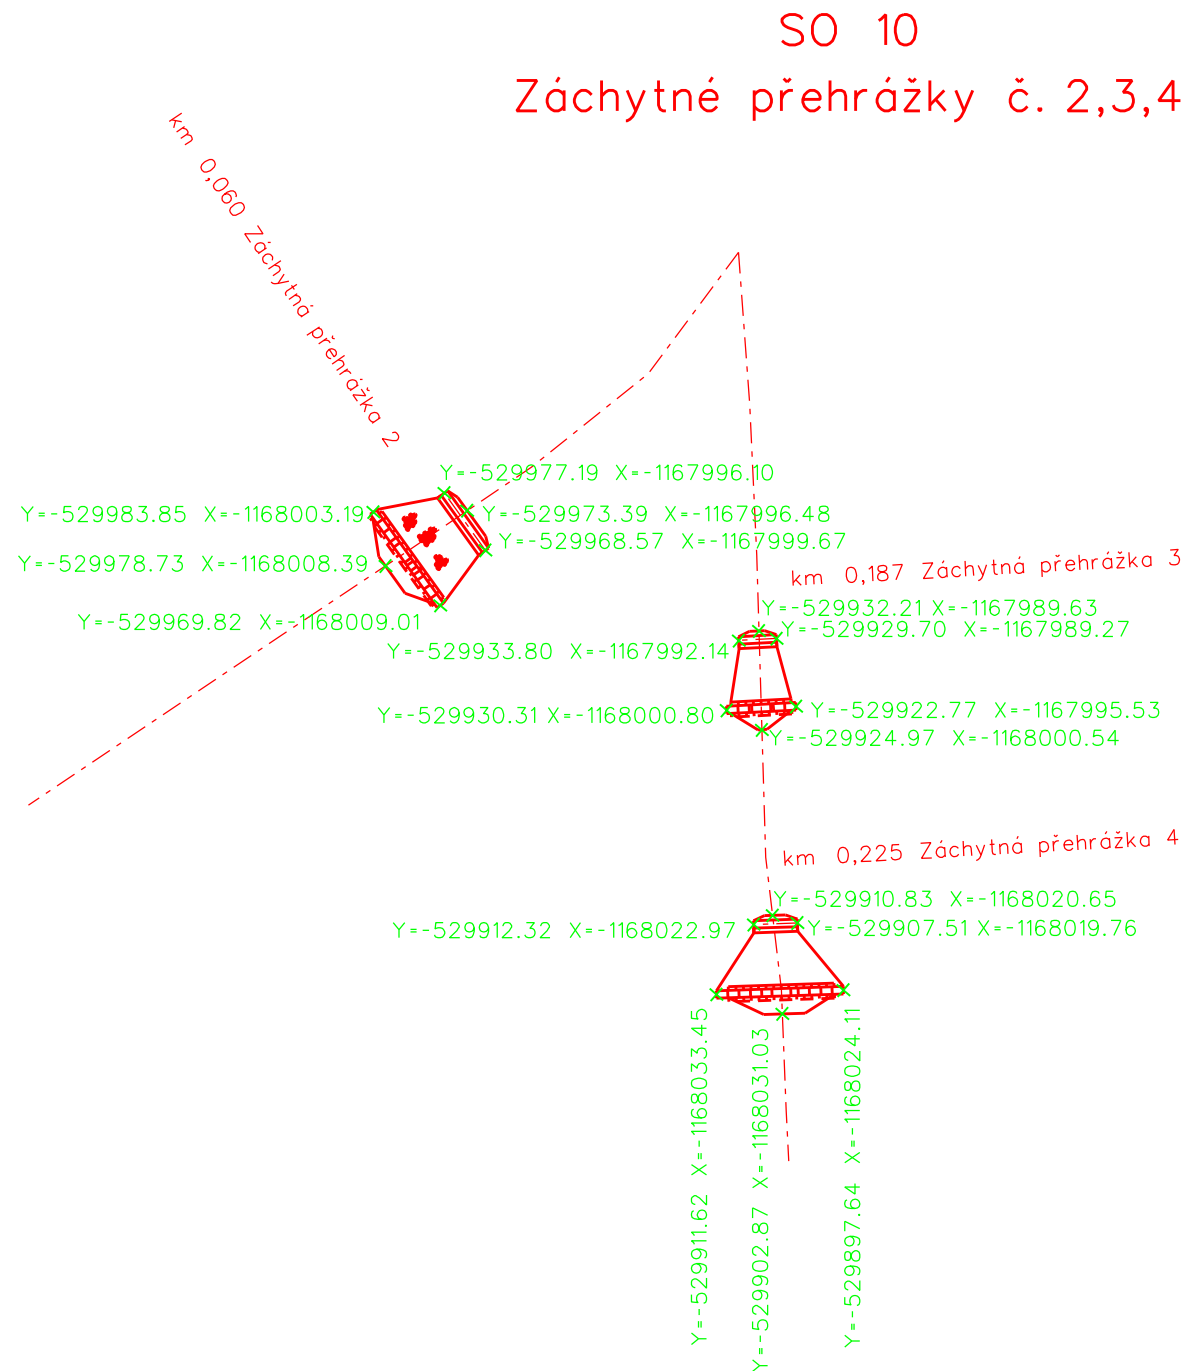 SO 10
Záchytné přehrážky č. 2,3,4
km 0,060 Záchytná přehrážka 2
Y=-529977.19 X=-1167996.10
Y=-529983.85 X=-1168003.19
Y=-529973.39 X=-1167996.48
Y=-529968.57 X=-1167999.67
Y=-529978.73 X=-1168008.39
km 0,187 Záchytná přehrážka 3
Y=-529932.21 X=-1167989.63
Y=-529969.82 X=-1168009.01
Y=-529929.70 X=-1167989.27
Y=-529933.80 X=-1167992.14
Y=-529930.31 X=-1168000.80
Y=-529922.77 X=-1167995.53
Y=-529924.97 X=-1168000.54
km 0,225 Záchytná přehrážka 4
Y=-529910.83 X=-1168020.65
Y=-529912.32 X=-1168022.97
Y=-529907.51 X=-1168019.76
Y=-529911.62 X=-1168033.45
Y=-529902.87 X=-1168031.03
Y=-529897.64 X=-1168024.11